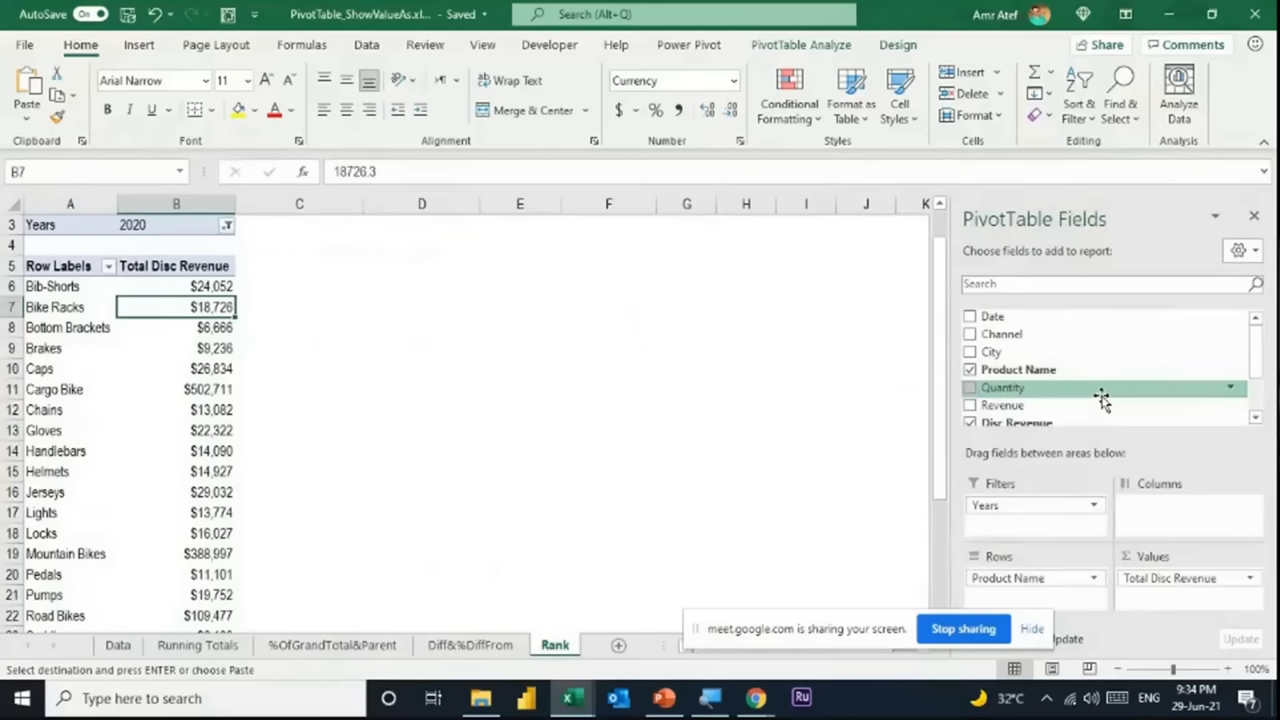 AutoSave On PivotTable_ShowValueAs.xl... - Saved Search (Alt+Q) Amr Atef
File Home Insert Page Layout Formulas Data Review View Developer Help Power Pivot PivotTable Analyze Design Share Comments
Paste Arial Narrow 11 Wrap Text Currency Insert
B I U Merge & Center $ % Conditional Formatting Format as Table Cell Styles Delete Sort & Filter Find & Select Analyze Data
Format
Clipboard Font Alignment Number Styles Cells Editing Analysis
B7 fx 18726.3
A B C D E F G H I J K
3 Years 2020
4
5 Row Labels Total Disc Revenue
6 Bib-Shorts $24,052
7 Bike Racks $18,726
8 Bottom Brackets $6,666
9 Brakes $9,236
10 Caps $26,834
11 Cargo Bike $502,711
12 Chains $13,082
13 Gloves $22,322
14 Handlebars $14,090
15 Helmets $14,927
16 Jerseys $29,032
17 Lights $13,774
18 Locks $16,027
19 Mountain Bikes $388,997
20 Pedals $11,101
21 Pumps $19,752
22 Road Bikes $109,477
PivotTable Fields
Choose fields to add to report:
Search
Date
Channel
City
Product Name
Quantity
Revenue
Disc Revenue
Drag fields between areas below:
Filters Columns
Years
Rows Σ Values
Product Name Total Disc Revenue
meet.google.com is sharing your screen. Stop sharing Hide
Update Update
Data Running Totals %OfGrandTotal&Parent Diff&%DiffFrom Rank
Select destination and press ENTER or choose Paste 100%
Type here to search Ru 32°C ENG 9:34 PM
29-Jun-21 7